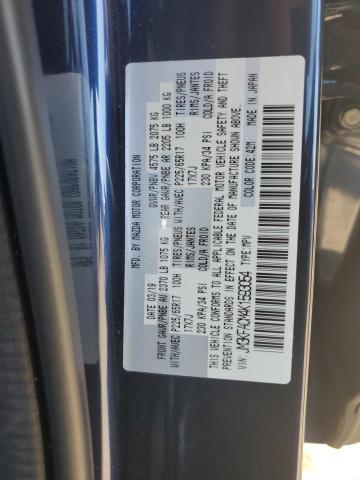 MFD. BY MAZDA MOTOR CORPORATION
DATE: 03/19 GVWR/PNBV 4575 LB 2075 KG
FRONT GAWR/PNBE AV 2370 LB 1075 KG REAR GAWR/PNBE AR 2205 LB 1000 KG
WITH/AVEC P225/65R17 100H TIRES/PNEUS WITH/AVEC P225/65R17 100H TIRES/PNEUS
17X7J RIMS/JANTES 17X7J RIMS/JANTES
230 KPA/34 PSI COLD/A FROID 230 KPA/34 PSI COLD/A FROID
THIS VEHICLE CONFORMS TO ALL APPLICABLE FEDERAL MOTOR VEHICLE SAFETY AND THEFT
PREVENTION STANDARDS IN EFFECT ON THE DATE OF MANUFACTURE SHOWN ABOVE.
VIN: TYPE: MPV COLOR CODE: 42M MADE IN JAPAN